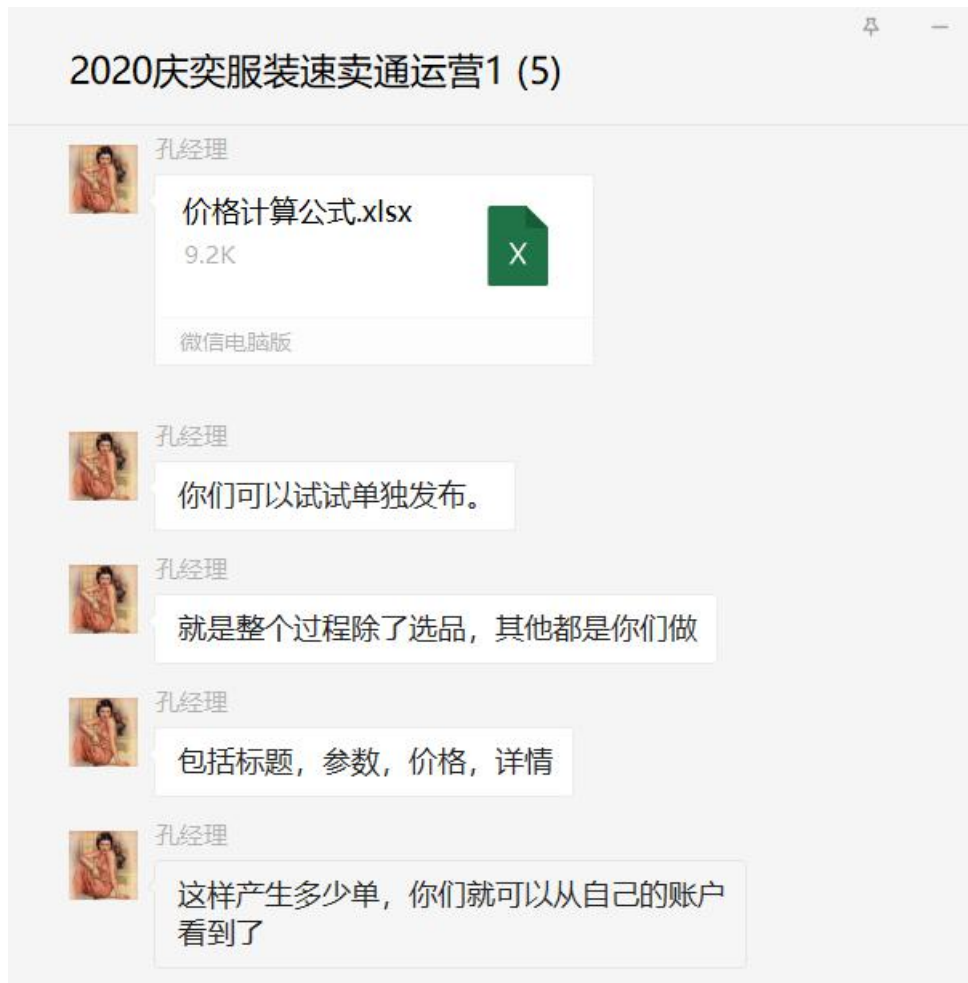 2020庆奕服装速卖通运营1 (5)
孔经理
价格计算公式.xlsx
9.2K
X
微信电脑版
孔经理
你们可以试试单独发布。
孔经理
就是整个过程除了选品，其他都是你们做
孔经理
包括标题，参数，价格，详情
孔经理
这样产生多少单，你们就可以从自己的账户
看到了